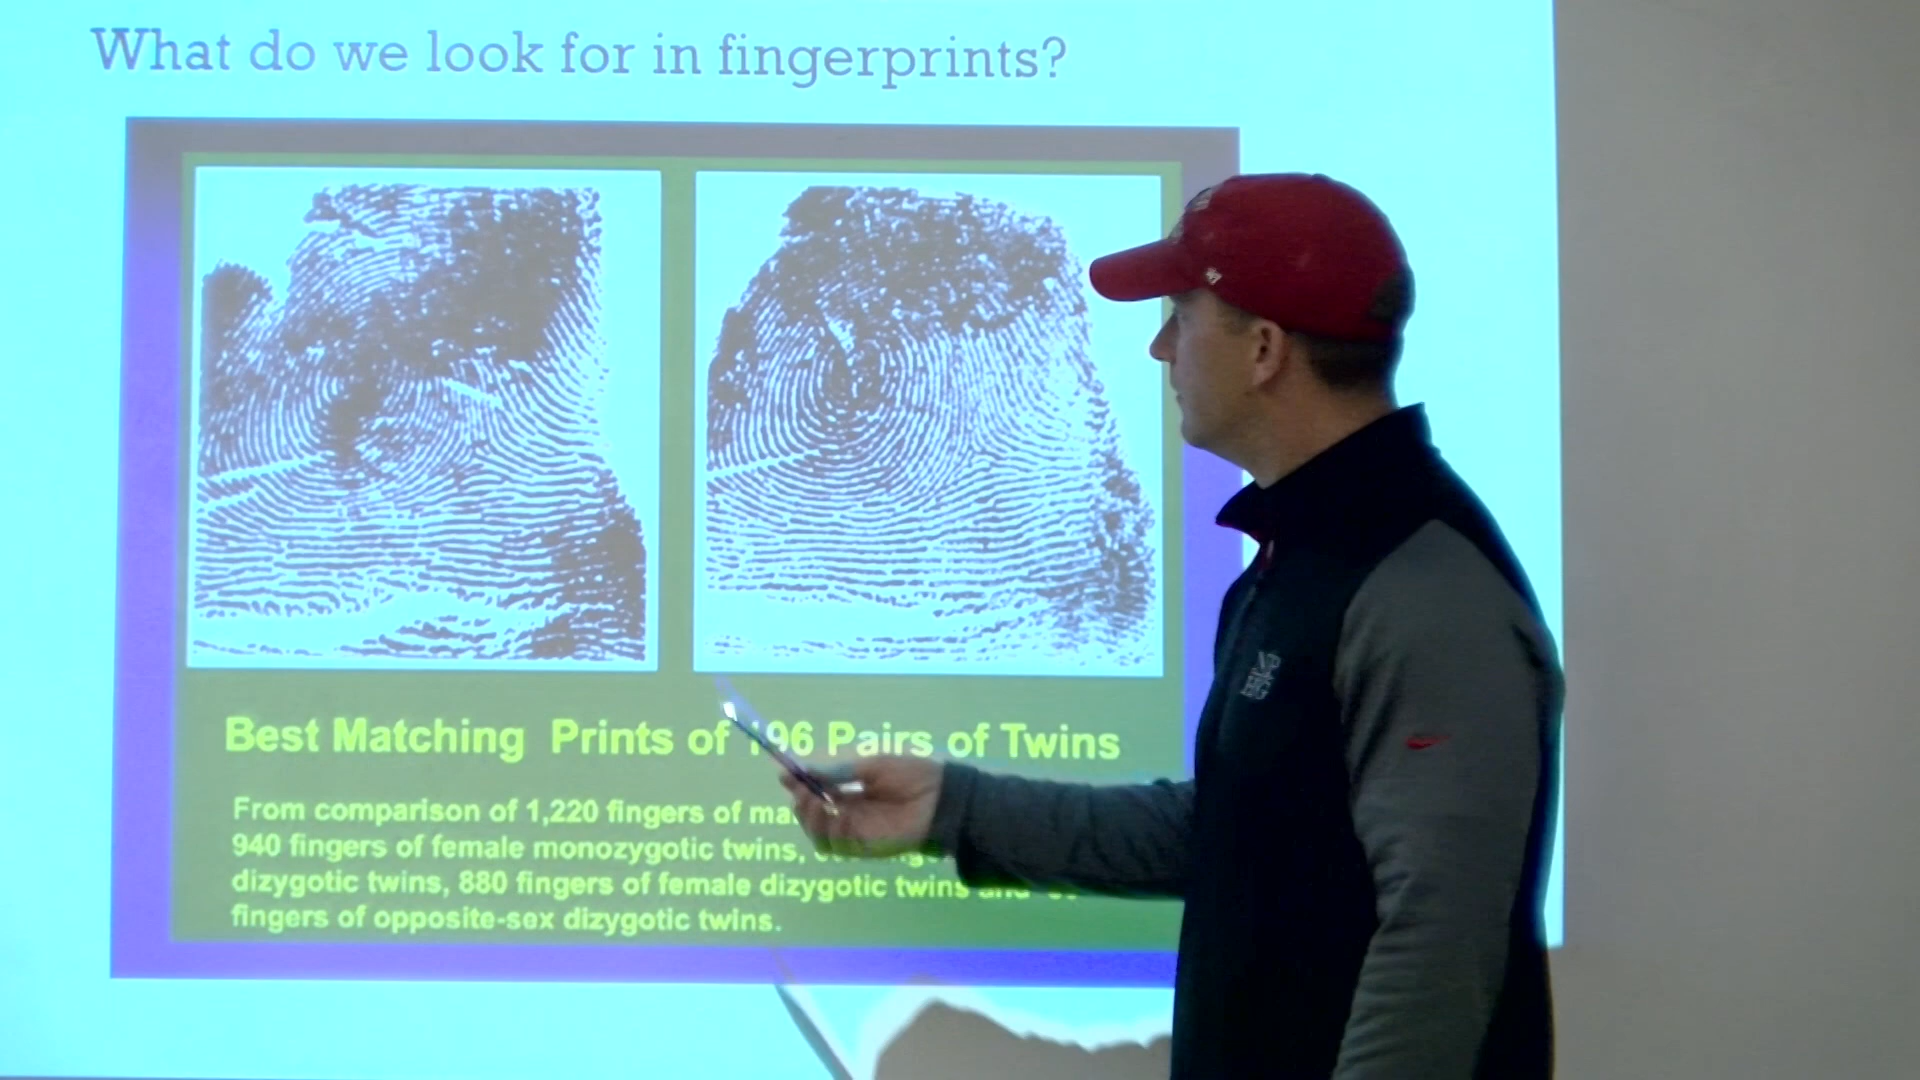 What do we look for in fingerprints?
Best Matching Prints of 196 Pairs of Twins
From comparison of 1,220 fingers of
940 fingers of female monozygotic twins,
dizygotic twins, 880 fingers of female dizygotic twins and
fingers of opposite-sex dizygotic twins.